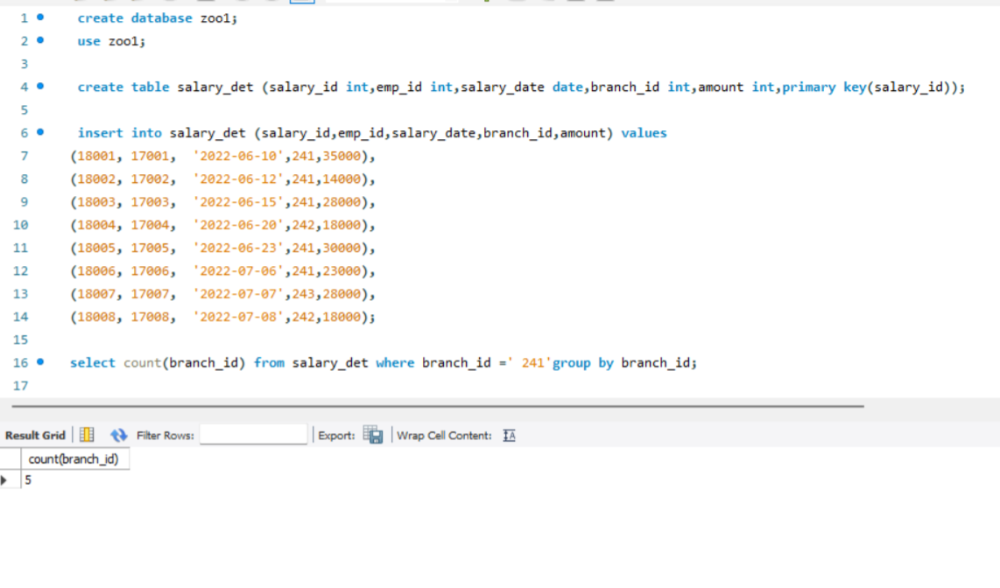 1 create database zoo1;
2 use zoo1;
3
4 create table salary_det (salary_id int,emp_id int,salary_date date,branch_id int,amount int,primary key(salary_id));
5
6 insert into salary_det (salary_id,emp_id,salary_date,branch_id,amount) values
7 (18001, 17001,  '2022-06-10',241,35000),
8 (18002, 17002,  '2022-06-12',241,14000),
9 (18003, 17003,  '2022-06-15',241,28000),
10 (18004, 17004,  '2022-06-20',242,18000),
11 (18005, 17005,  '2022-06-23',241,30000),
12 (18006, 17006,  '2022-07-06',241,23000),
13 (18007, 17007,  '2022-07-07',243,28000),
14 (18008, 17008,  '2022-07-08',242,18000);
15
16 select count(branch_id) from salary_det where branch_id =' 241'group by branch_id;
17
Result Grid Filter Rows: Export: Wrap Cell Content: IA
count(branch_id)
5